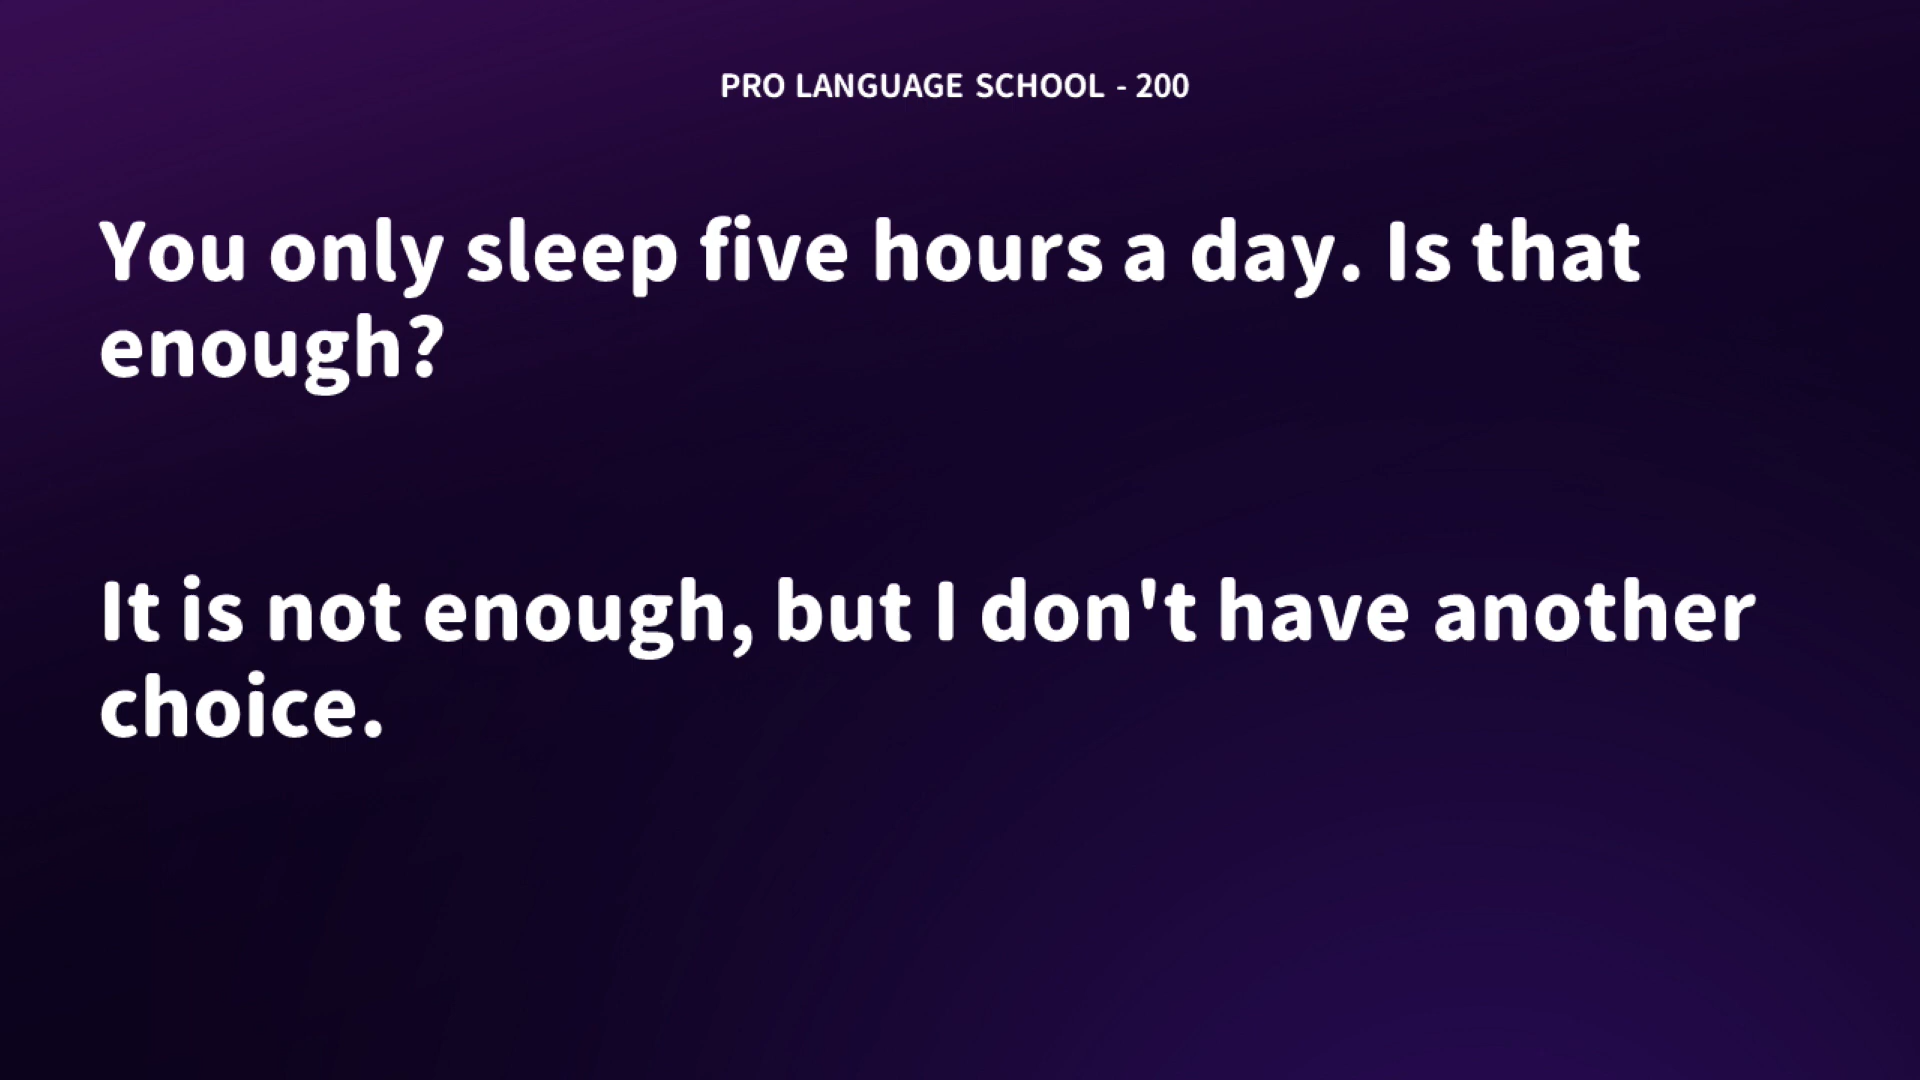 PRO LANGUAGE SCHOOL - 200
You only sleep five hours a day. Is that
enough?
It is not enough, but I don't have another
choice.